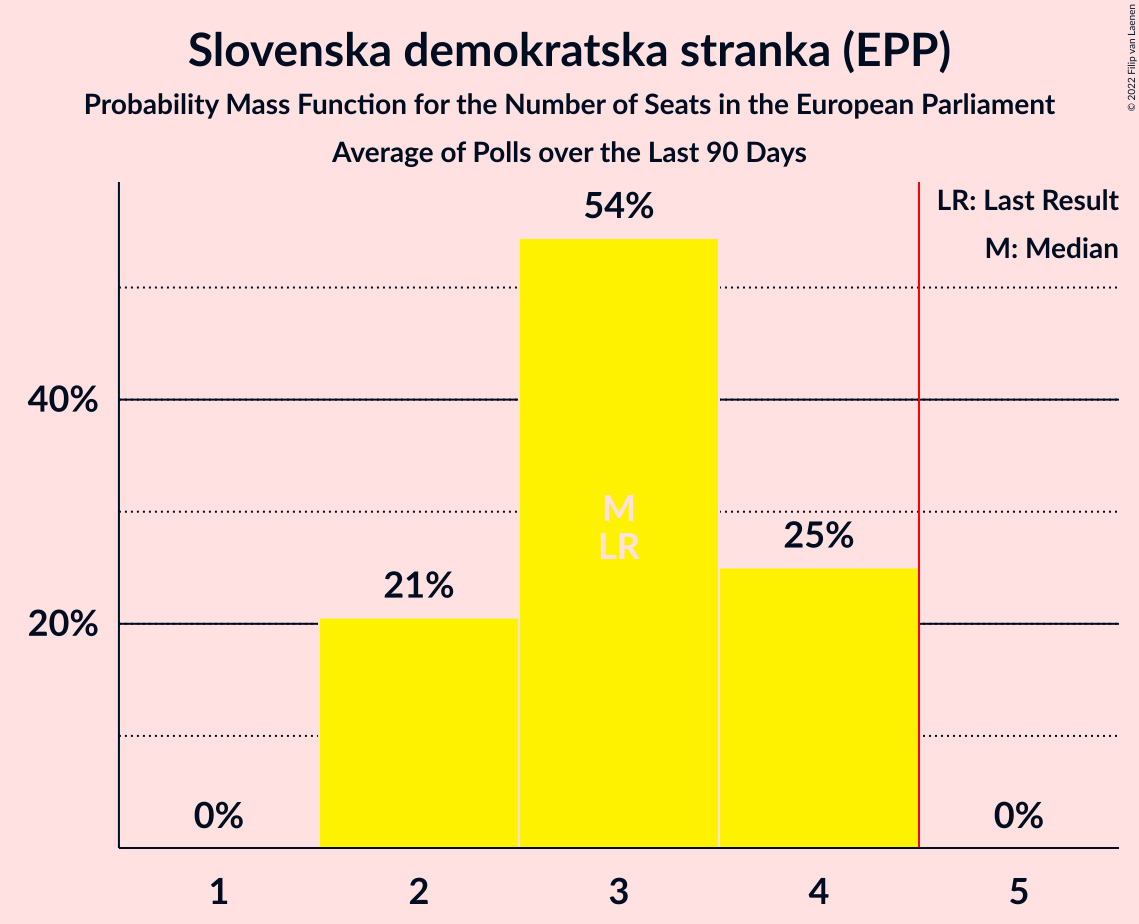 Slovenska demokratska stranka (EPP)
Probability Mass Function for the Number of Seats in the European Parliament
Average of Polls over the Last 90 Days
© 2022 Filip van Laenen
LR: Last Result
M: Median
54%
40%
M
LR
25%
21%
20%
0%
0%
1
2
3
4
5